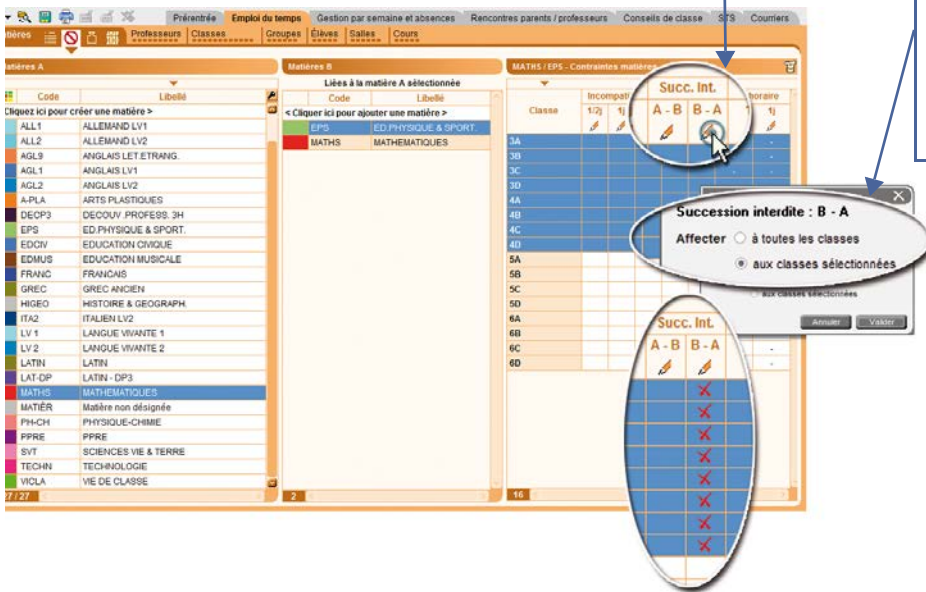 Prérentrée Emploi du temps Gestion par semaine et absences Rencontres parents / professeurs Conseils de classe STS Courriers
Professeurs Classes Groupes Élèves Salles Cours
Matières A
Code Libellé
Cliquez ici pour créer une matière >
ALL1 ALLEMAND LV1
ALL2 ALLEMAND LV2
AGL9 ANGLAIS LET.ETRANG.
AGL1 ANGLAIS LV1
AGL2 ANGLAIS LV2
A-PLA ARTS PLASTIQUES
DECP3 DECOUV .PROFESS. 3H
EPS ED.PHYSIQUE & SPORT.
EDCIV EDUCATION CIVIQUE
EDMUS EDUCATION MUSICALE
FRANC FRANCAIS
GREC GREC ANCIEN
HIGEO HISTOIRE & GEOGRAPH.
ITA2 ITALIEN LV2
LV 1 LANGUE VIVANTE 1
LV 2 LANGUE VIVANTE 2
LATIN LATIN
LAT-DP LATIN - DP3
MATHS MATHEMATIQUES
MATIÈR Matière non désignée
PH-CH PHYSIQUE-CHIMIE
PPRE PPRE
SVT SCIENCES VIE & TERRE
TECHN TECHNOLOGIE
VICLA VIE DE CLASSE
27 / 27
Matières B
Liées à la matière A sélectionnée
Code Libellé
< Cliquer ici pour ajouter une matière >
EPS ED.PHYSIQUE & SPORT.
MATHS MATHEMATIQUES
2
MATHS / EPS - Contraintes matières
Classe
1/2j 1j
Succ. Int.
A - B B - A
horaire
1j
3A
3B
3C
3D
4A
4B
4C
4D
5A
5B
5C
5D
6A
6B
6C
6D
16
Succession interdite : B - A
Affecter à toutes les classes
aux classes sélectionnées
aux classes sélectionnées
Annuler Valider
Succ. Int.
A - B B - A